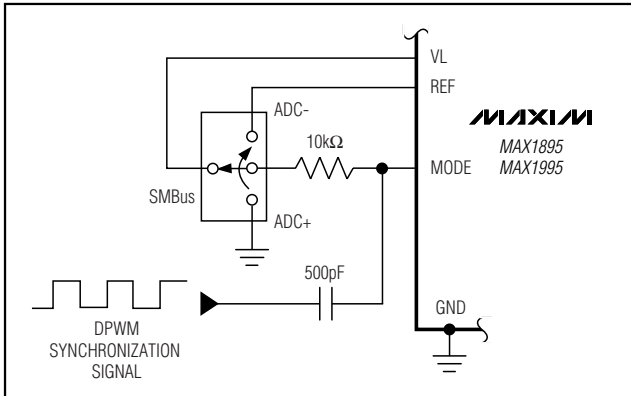 VL
REF
ADC-
MAXIM
10kΩ
MAX1895
MAX1995
MODE
SMBus
ADC+
500pF
GND
DPWM
SYNCHRONIZATION
SIGNAL